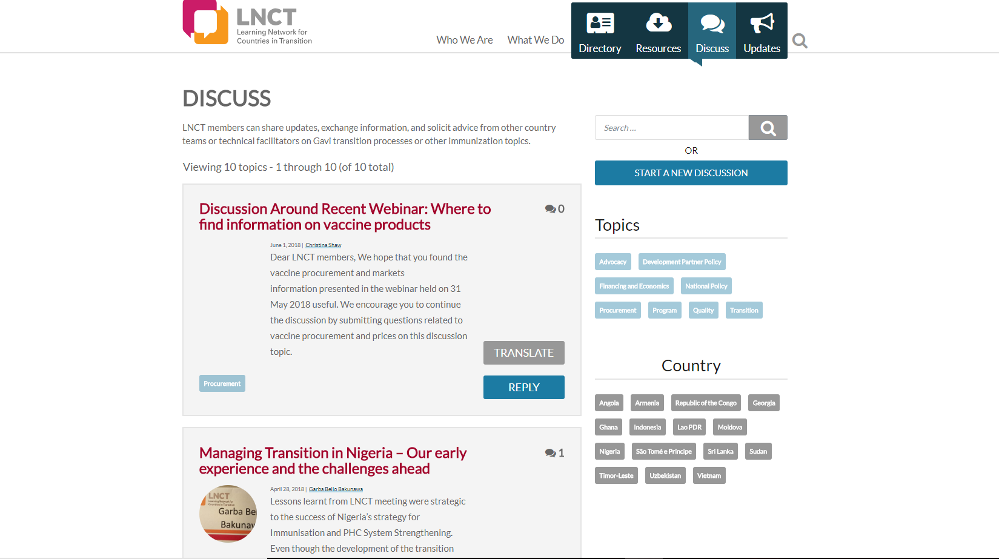 LNCT
Learning Network for
Countries in Transition
Who We Are
What We Do
Directory
Resources
Discuss
Updates
DISCUSS
LNCT members can share updates, exchange information, and solicit advice from other country
teams or technical facilitators on Gavi transition processes or other immunization topics.
Viewing 10 topics - 1 through 10 (of 10 total)
Discussion Around Recent Webinar: Where to
find information on vaccine products
0
June 1, 2018 | Christina Shaw
Dear LNCT members, We hope that you found the
vaccine procurement and markets
information presented in the webinar held on 31
May 2018 useful. We encourage you to continue
the discussion by submitting questions related to
vaccine procurement and prices on this discussion
topic.
TRANSLATE
Procurement
REPLY
Managing Transition in Nigeria – Our early
experience and the challenges ahead
1
LNCT
Learning Network for
Countries in Transition
Garba Be
Bakunaw
April 28, 2018 | Garba Bello Bakunawa
Lessons learnt from LNCT meeting were strategic
to the success of Nigeria's strategy for
Immunisation and PHC System Strengthening.
Even though the development of the transition
Search ...
OR
START A NEW DISCUSSION
Topics
Advocacy
Development Partner Policy
Financing and Economics
National Policy
Procurement
Program
Quality
Transition
Country
Angola
Armenia
Republic of the Congo
Georgia
Ghana
Indonesia
Lao PDR
Moldova
Nigeria
São Tomé e Príncipe
Sri Lanka
Sudan
Timor-Leste
Uzbekistan
Vietnam